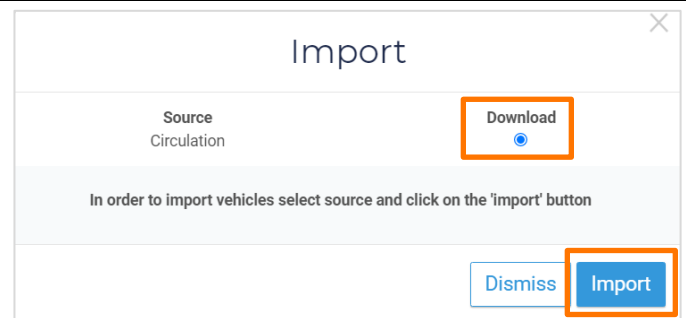 Import
Source Download
Circulation
In order to import vehicles select source and click on the 'import' button
Dismiss Import